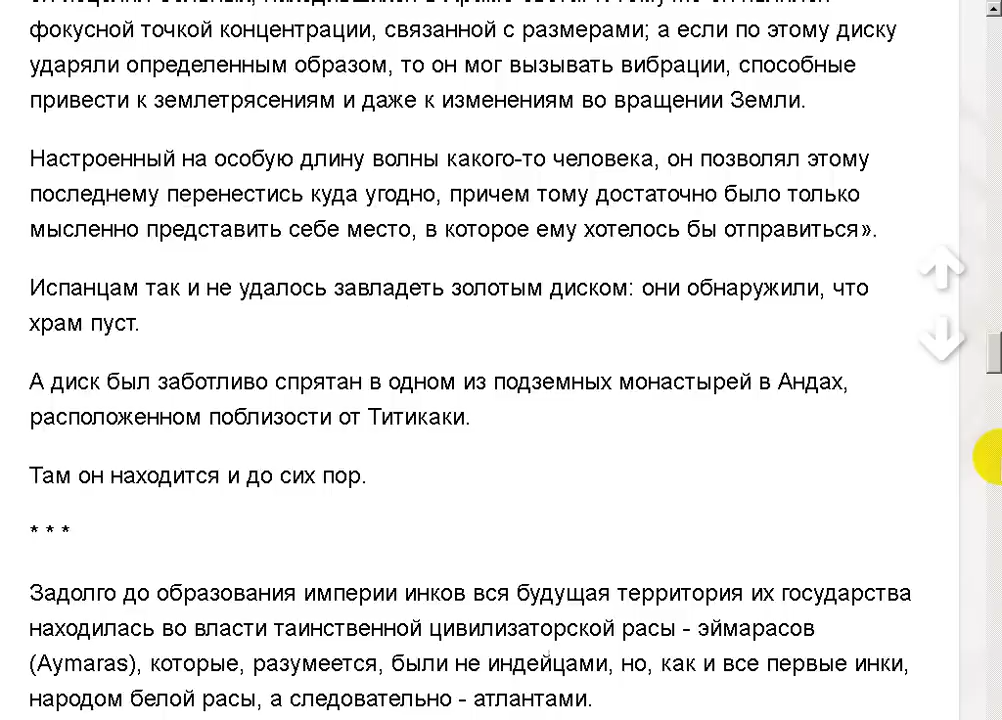 фокусной точкой концентрации, связанной с размерами; а если по этому диску
ударяли определенным образом, то он мог вызывать вибрации, способные
привести к землетрясениям и даже к изменениям во вращении Земли.
Настроенный на особую длину волны какого-то человека, он позволял этому
последнему перенестись куда угодно, причем тому достаточно было только
мысленно представить себе место, в которое ему хотелось бы отправиться».
Испанцам так и не удалось завладеть золотым диском: они обнаружили, что
храм пуст.
А диск был заботливо спрятан в одном из подземных монастырей в Андах,
расположенном поблизости от Титикаки.
Там он находится и до сих пор.
* * *
Задолго до образования империи инков вся будущая территория их государства
находилась во власти таинственной цивилизаторской расы - эймарасов
(Aymaras), которые, разумеется, были не индейцами, но, как и все первые инки,
народом белой расы, а следовательно - атлантами.